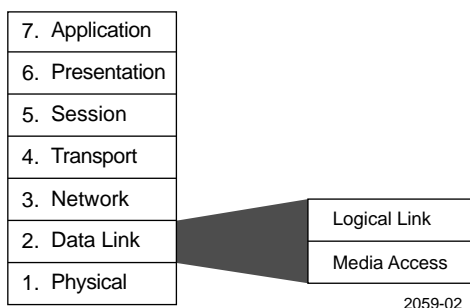 7. Application
6. Presentation
5. Session
4. Transport
3. Network
2. Data Link
1. Physical
Logical Link
Media Access
2059-02